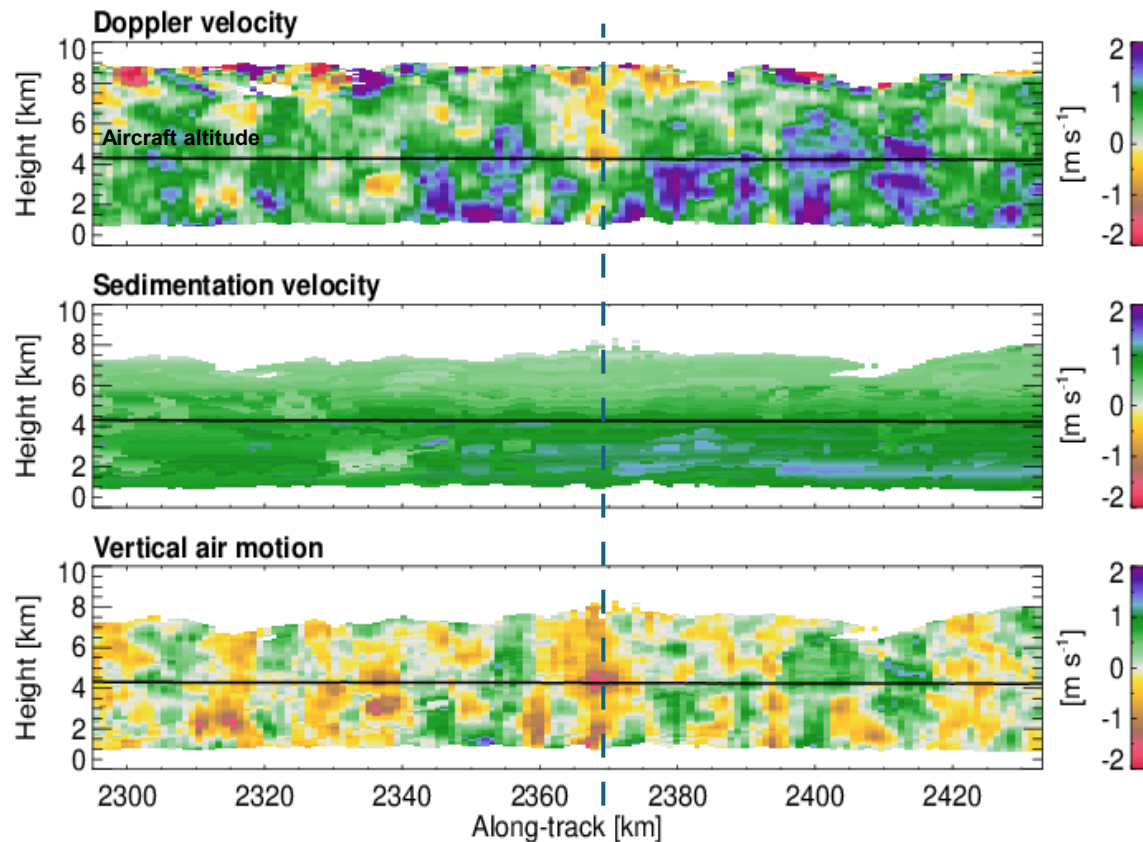 Doppler velocity
10
8
6
4
2
0
Height [km]
Aircraft altitude
2
1
0
-1
-2
[m s⁻¹]
Sedimentation velocity
10
8
6
4
2
0
Height [km]
2
1
0
-1
-2
[m s⁻¹]
Vertical air motion
10
8
6
4
2
0
Height [km]
2
1
0
-1
-2
[m s⁻¹]
2300 2320 2340 2360 2380 2400 2420
Along-track [km]